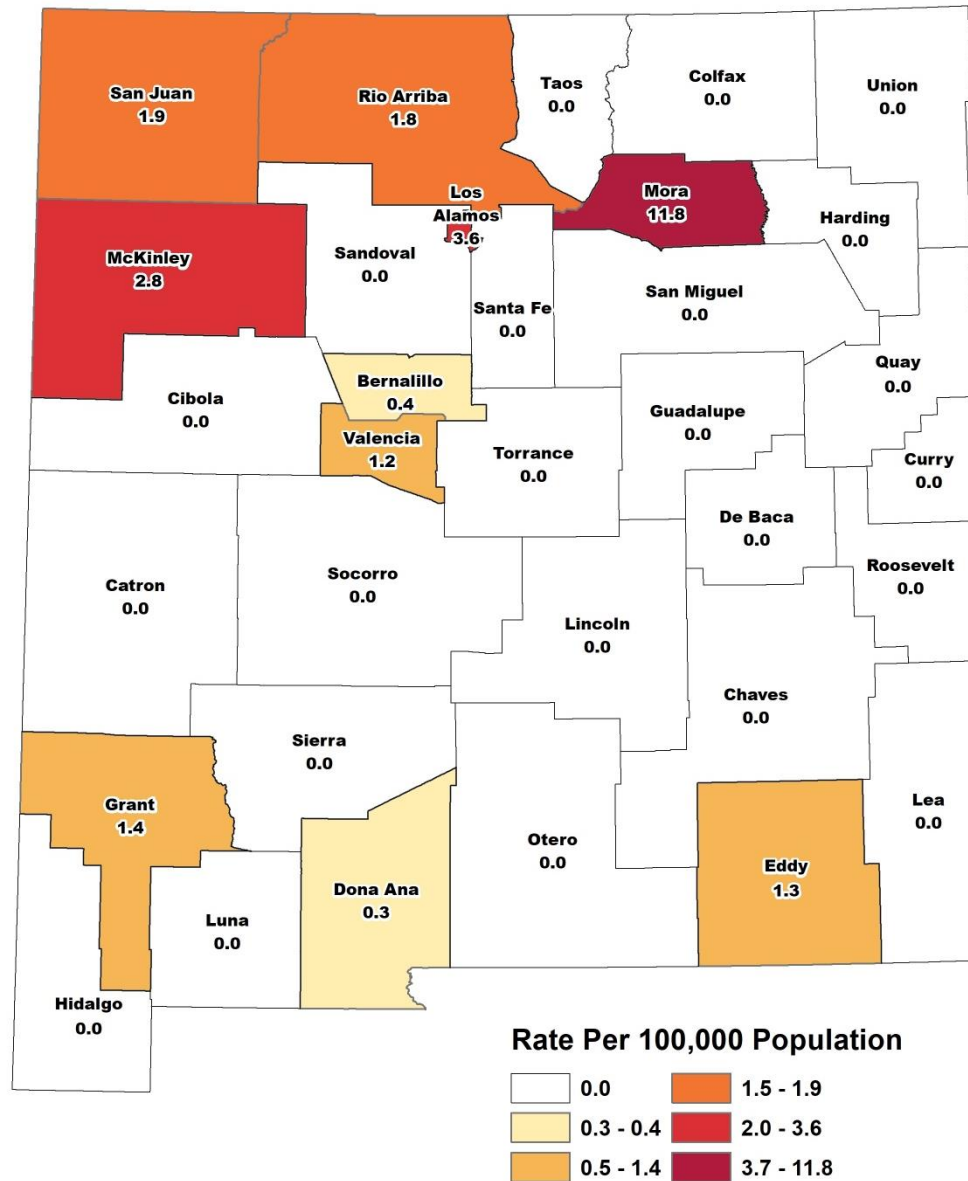 San Juan
1.9
Rio Arriba
1.8
Taos
0.0
Colfax
0.0
Union
0.0
Los
Alamos
3.6
Mora
11.8
Harding
0.0
McKinley
2.8
Sandoval
0.0
Santa Fe
0.0
San Miguel
0.0
Quay
0.0
Cibola
0.0
Bernalillo
0.4
Guadalupe
0.0
Valencia
1.2
Torrance
0.0
Curry
0.0
De Baca
0.0
Roosevelt
0.0
Catron
0.0
Socorro
0.0
Lincoln
0.0
Chaves
0.0
Sierra
0.0
Grant
1.4
Lea
0.0
Otero
0.0
Eddy
1.3
Dona Ana
0.3
Luna
0.0
Hidalgo
0.0
Rate Per 100,000 Population
0.0
0.3 - 0.4
0.5 - 1.4
1.5 - 1.9
2.0 - 3.6
3.7 - 11.8